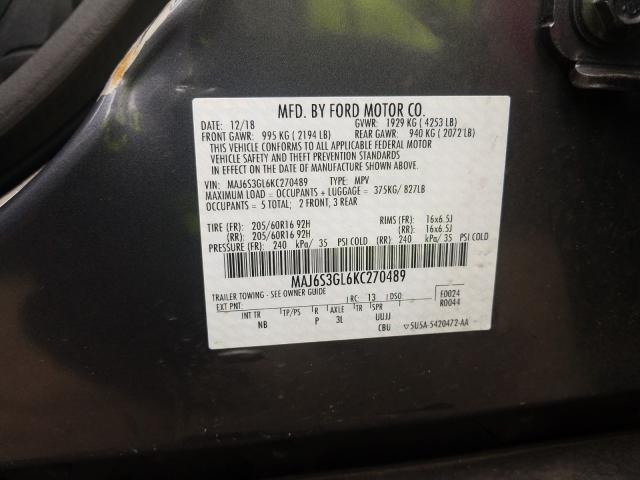 MFD. BY FORD MOTOR CO.
DATE: 12/18 GVWR: 1929 KG ( 4253 LB)
FRONT GAWR: 995 KG ( 2194 LB) REAR GAWR: 940 KG ( 2072 LB)
THIS VEHICLE CONFORMS TO ALL APPLICABLE FEDERAL MOTOR
VEHICLE SAFETY AND THEFT PREVENTION STANDARDS
IN EFFECT ON THE DATE OF MANUFACTURE SHOWN ABOVE.
VIN: MAJ6S3GL6KC270489 TYPE: MPV
MAXIMUM LOAD = OCCUPANTS + LUGGAGE = 375KG/ 827LB
OCCUPANTS = 5 TOTAL; 2 FRONT, 3 REAR
TIRE (FR): 205/60R16 92H RIMS (FR): 16x6.5J
(RR): 205/60R16 92H (RR): 16x6.5J
PRESSURE (FR): 240 kPa/ 35 PSI COLD (RR): 240 kPa/ 35 PSI COLD
MAJ6S3GL6KC270489
TRAILER TOWING - SEE OWNER GUIDE
EXT PNT: RC: 13 DSO: F0024
R0044
INT TR TP/PS R AXLE TR SPR
NB P 3L UUJJ
CBU 5U5A-5420472-AA